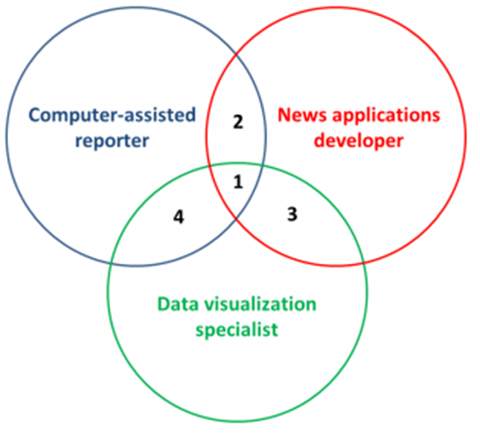 Computer-assisted
reporter
2
News applications
developer
1
4
3
Data visualization
specialist